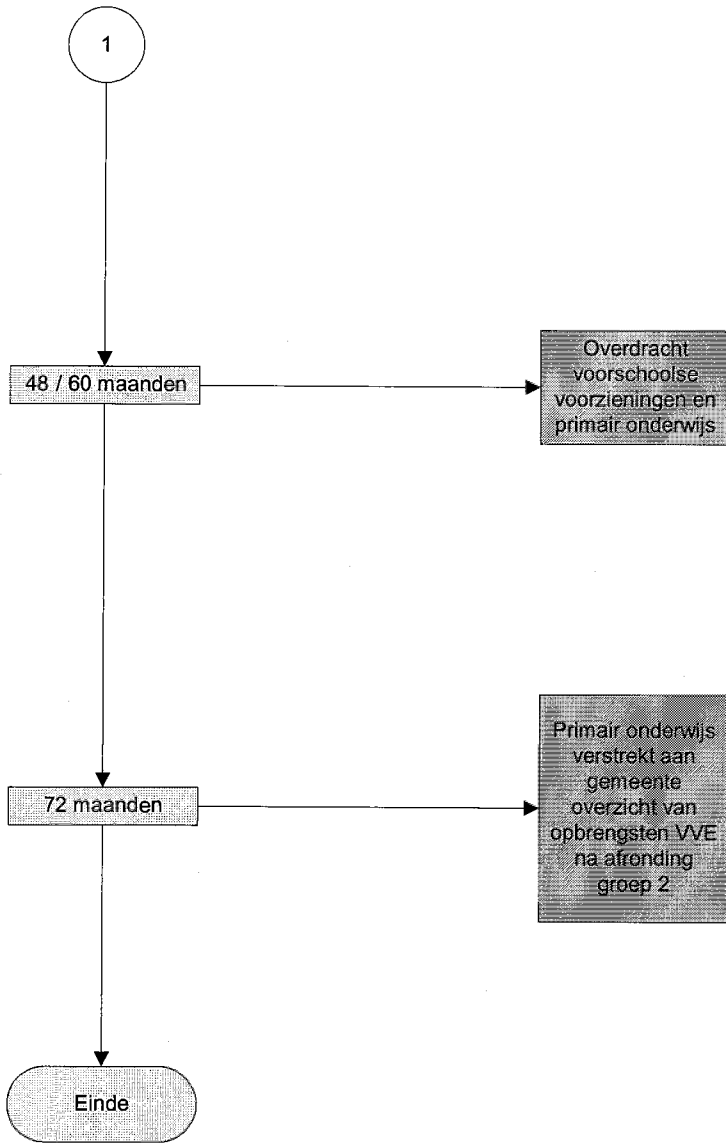 1
48 / 60 maanden
Overdracht
voorschoolse
voorzieningen en
primair onderwijs
72 maanden
Primair onderwijs
verstrekt aan
gemeente
overzicht van
opbrengsten VVE
na afronding
groep 2
Einde